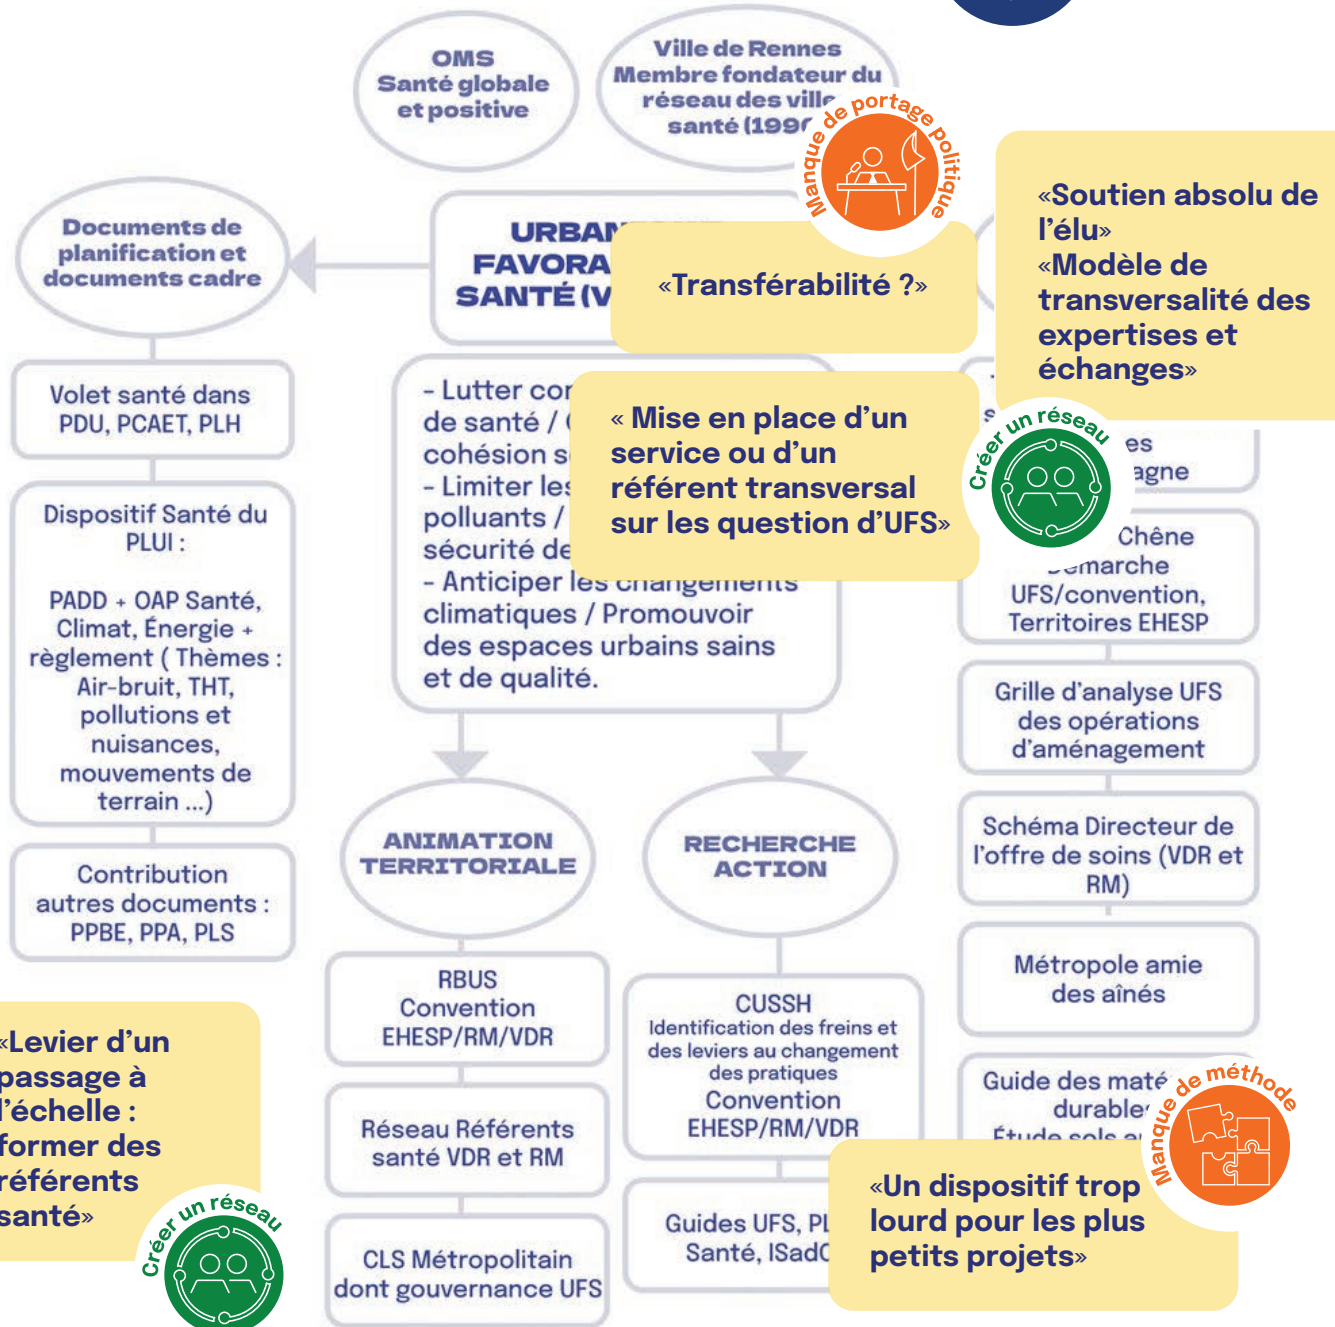 OMS
Santé globale
et positive
Ville de Rennes
Membre fondateur du
réseau des ville
santé (199
Manque de portage politique
«Soutien absolu de
l'élu»
«Modèle de
transversalité des
expertises et
échanges»
Créer un réseau
Documents de
planification et
documents cadre
URBAN
FAVORA
SANTÉ (V
«Transférabilité ?»
Volet santé dans
PDU, PCAET, PLH
Dispositif Santé du
PLUI :
PADD + OAP Santé,
Climat, Énergie +
règlement ( Thèmes :
Air-bruit, THT,
pollutions et
nuisances,
mouvements de
terrain ...)
Contribution
autres documents :
PPBE, PPA, PLS
- Lutter con
de santé /
cohésion s
- Limiter les
polluants /
sécurité de
- Anticiper les changements
climatiques / Promouvoir
des espaces urbains sains
et de qualité.
« Mise en place d'un
service ou d'un
référent transversal
sur les question d'UFS»
es
agne
Chêne
Démarche
UFS/convention,
Territoires EHESP
Grille d'analyse UFS
des opérations
d'aménagement
Schéma Directeur de
l'offre de soins (VDR et
RM)
Métropole amie
des aînés
Guide des maté
durables
Étude sols
Manque de méthode
ANIMATION
TERRITORIALE
RBUS
Convention
EHESP/RM/VDR
Réseau Référents
santé VDR et RM
CLS Métropolitain
dont gouvernance UFS
RECHERCHE
ACTION
CUSSH
Identification des freins et
des leviers au changement
des pratiques
Convention
EHESP/RM/VDR
Guides UFS, PL
Santé, ISadO
«Un dispositif trop
lourd pour les plus
petits projets»
«Levier d'un
passage à
l'échelle :
former des
référents
santé»
Créer un réseau